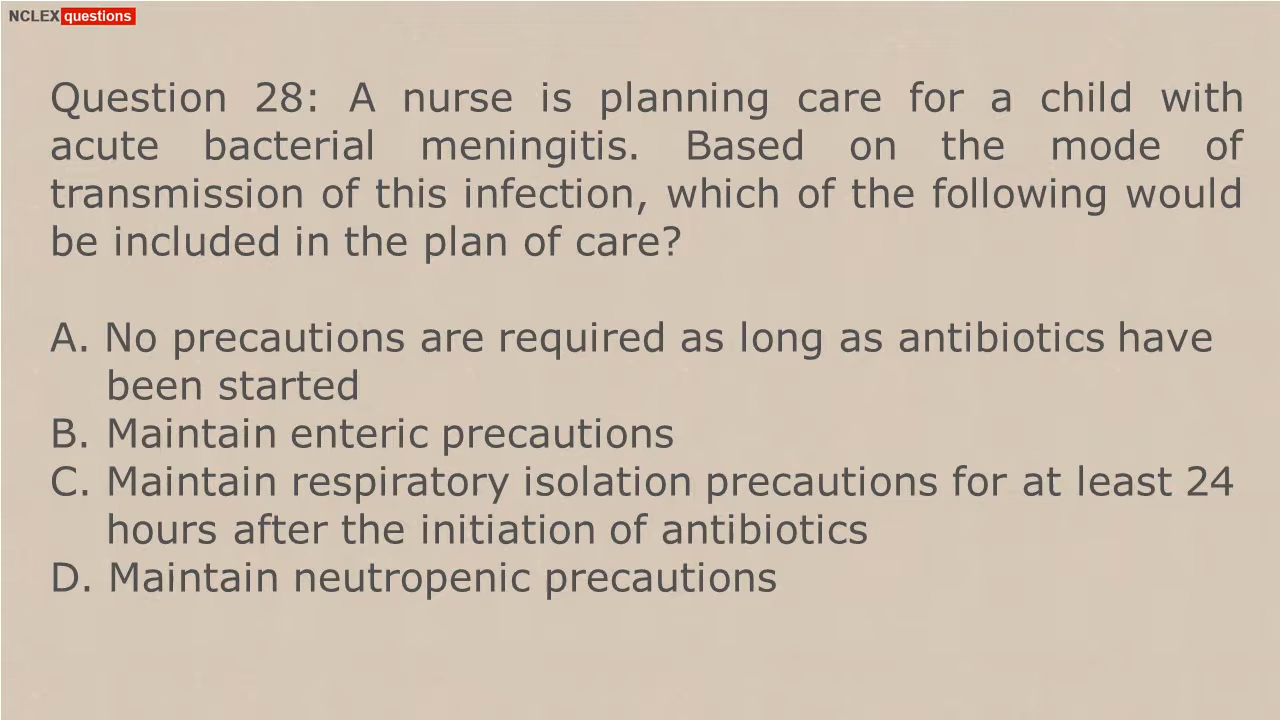 NCLEX questions
Question 28: A nurse is planning care for a child with
acute bacterial meningitis. Based on the mode of
transmission of this infection, which of the following would
be included in the plan of care?
A. No precautions are required as long as antibiotics have
been started
B. Maintain enteric precautions
C. Maintain respiratory isolation precautions for at least 24
hours after the initiation of antibiotics
D. Maintain neutropenic precautions